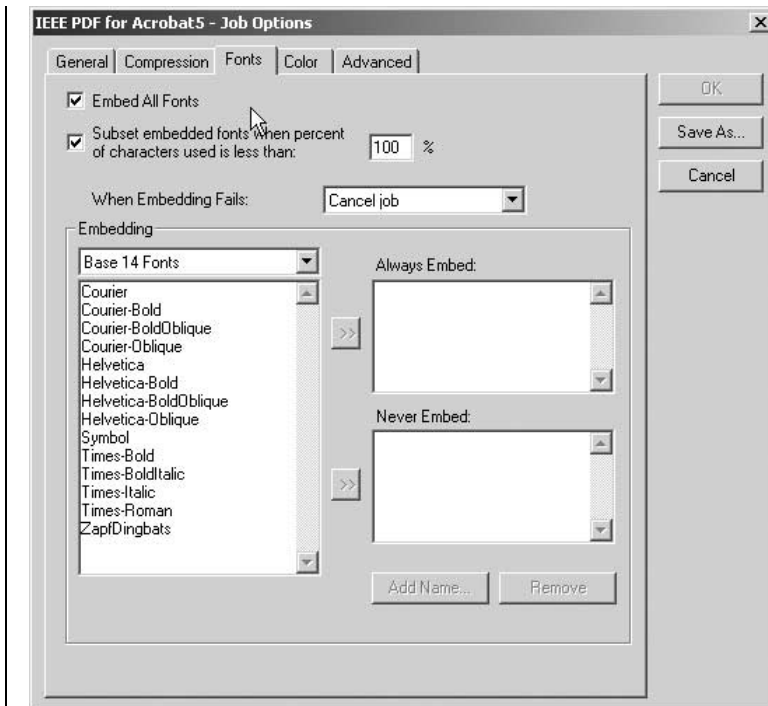 IEEE PDF for Acrobat5 - Job Options
General Compression Fonts Color Advanced
OK
Save As...
Cancel
Embed All Fonts
Subset embedded fonts when percent
of characters used is less than:
100 %
When Embedding Fails: Cancel job
Embedding
Base 14 Fonts
Courier
Courier-Bold
Courier-BoldOblique
Courier-Oblique
Helvetica
Helvetica-Bold
Helvetica-BoldOblique
Helvetica-Oblique
Symbol
Times-Bold
Times-BoldItalic
Times-Italic
Times-Roman
ZapfDingbats
>>
>>
Always Embed:
Never Embed:
Add Name... Remove